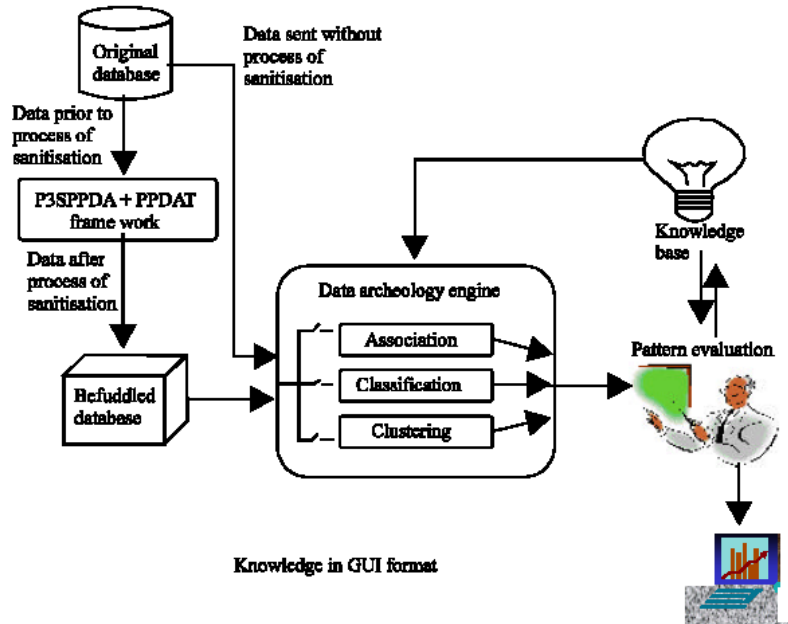 Original
database
Data sent without
process of
sanitisation
Data prior to
process of
sanitisation
P3SPPDA + PPDAT
frame work
Data after
process of
sanitisation
Befuddled
database
Data archeology engine
Association
Classification
Clustering
Knowledge
base
Pattern evaluation
Knowledge in GUI format